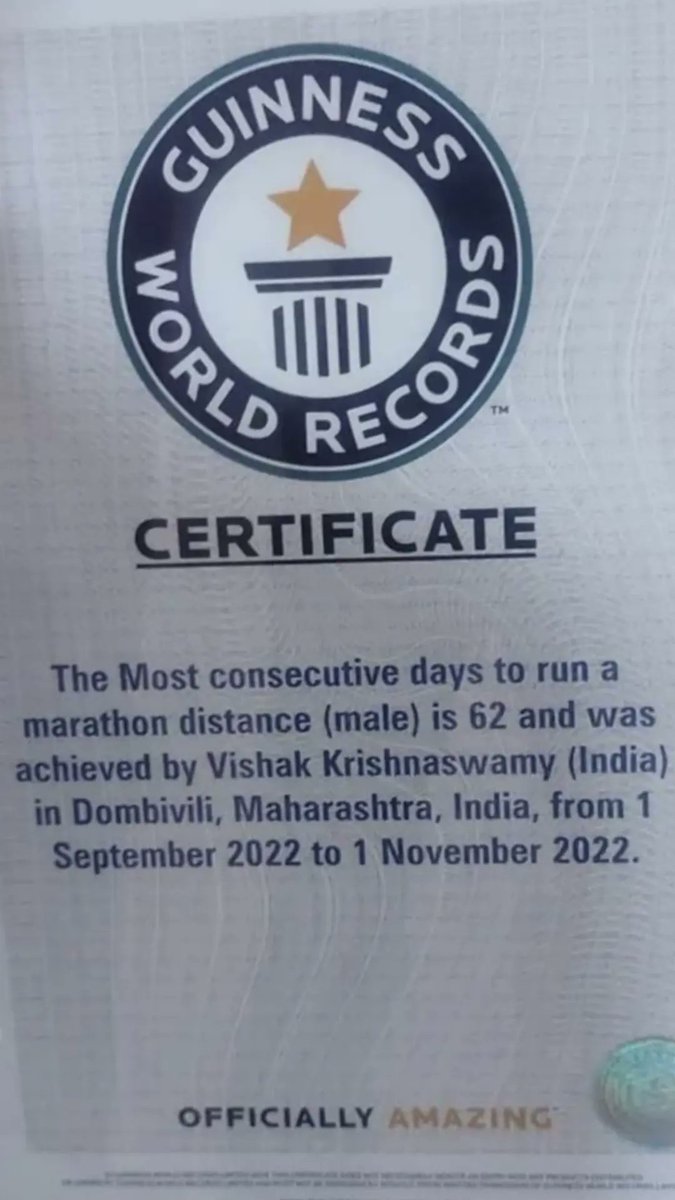 GUINNESS
WORLD RECORDS
TM
CERTIFICATE
The Most consecutive days to run a
marathon distance (male) is 62 and was
achieved by Vishak Krishnaswamy (India)
in Dombivili, Maharashtra, India, from 1
September 2022 to 1 November 2022.
OFFICIALLY AMAZING